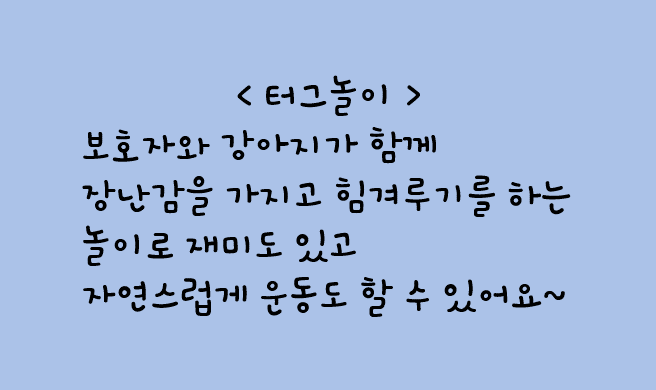 < 터그놀이 >
보호자와 강아지가 함께
장난감을 가지고 힘겨루기를 하는
놀이로 재미도 있고
자연스럽게 운동도 할 수 있어요~